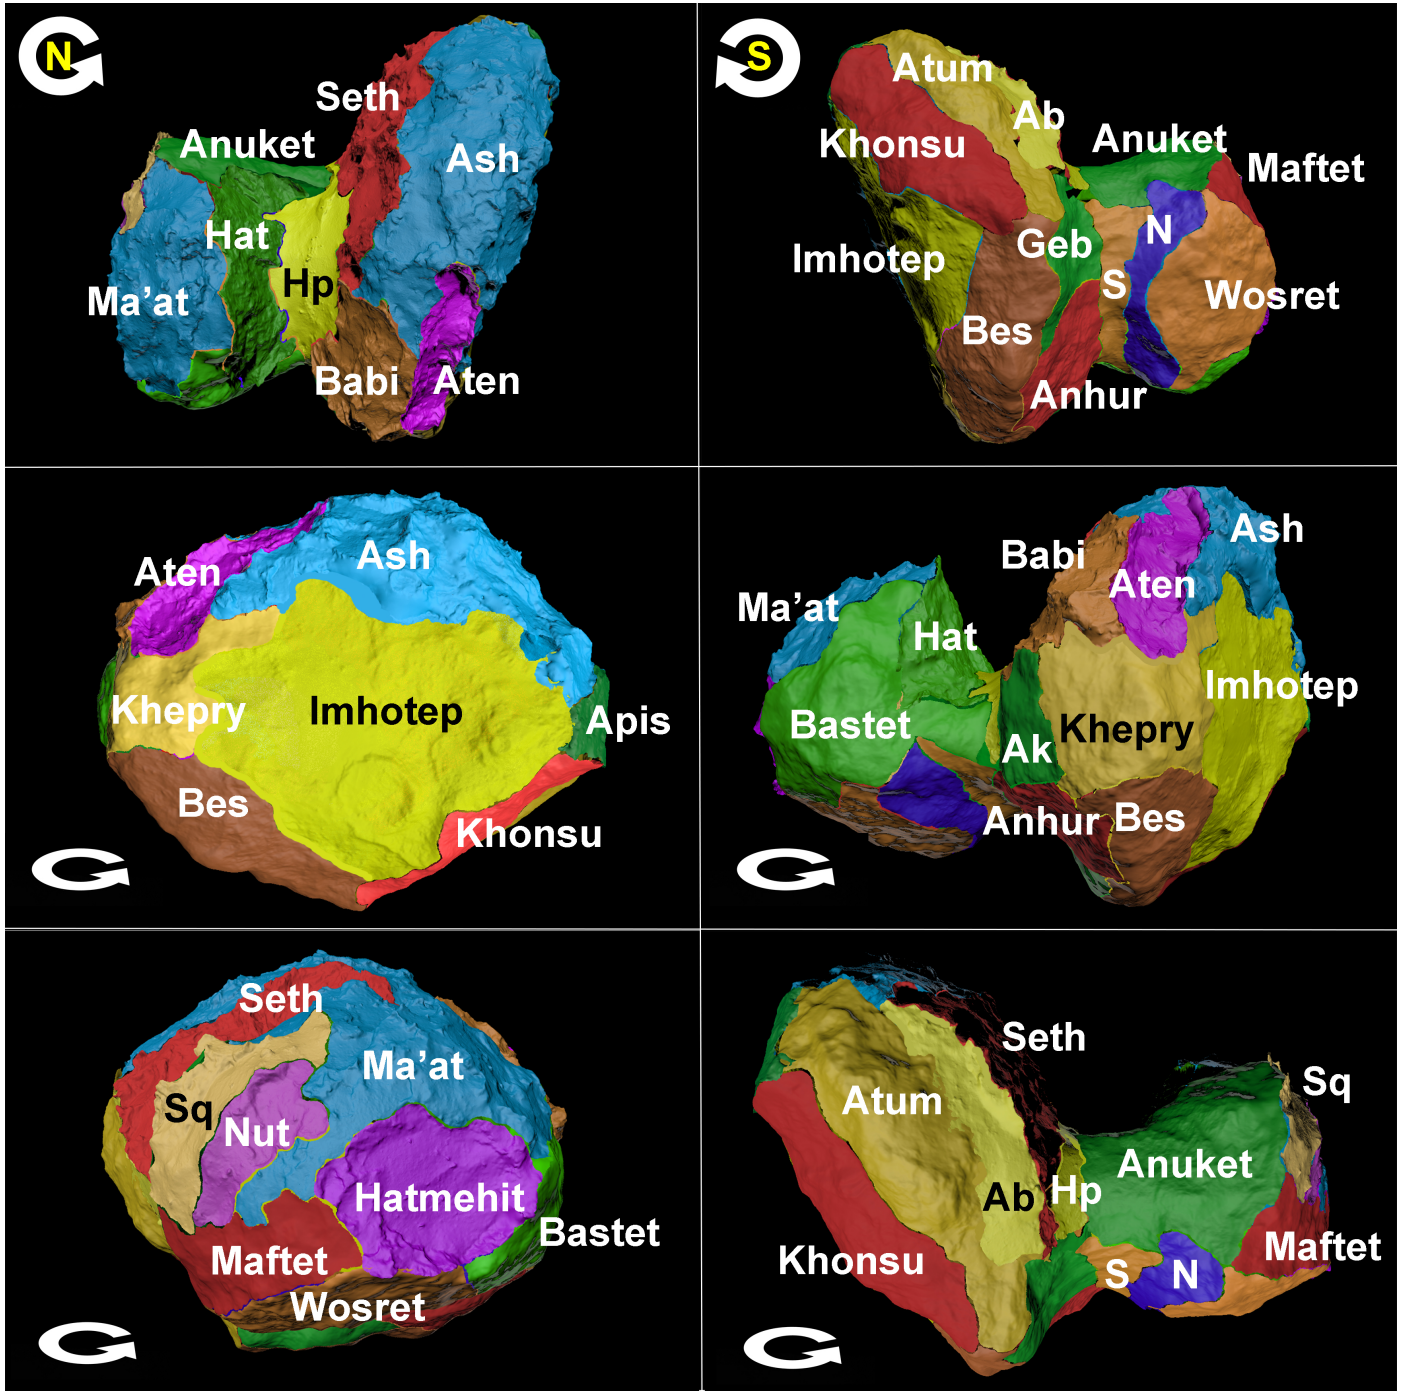 N
Seth
Anuket
Ash
Hat
Hp
Ma'at
Babi
Aten
S
Atum
Ab
Khonsu
Anuket
Maftet
N
Geb
Imhotep
S
Wosret
Bes
Anhur
Ash
Aten
Khepry
Imhotep
Apis
Bes
Khonsu
Ash
Babi
Aten
Ma'at
Hat
Imhotep
Bastet
Khepry
Ak
Anhur
Bes
Seth
Ma'at
Sq
Nut
Hatmehit
Bastet
Maftet
Wosret
Seth
Sq
Atum
Anuket
Ab
Hp
Khonsu
Maftet
S
N